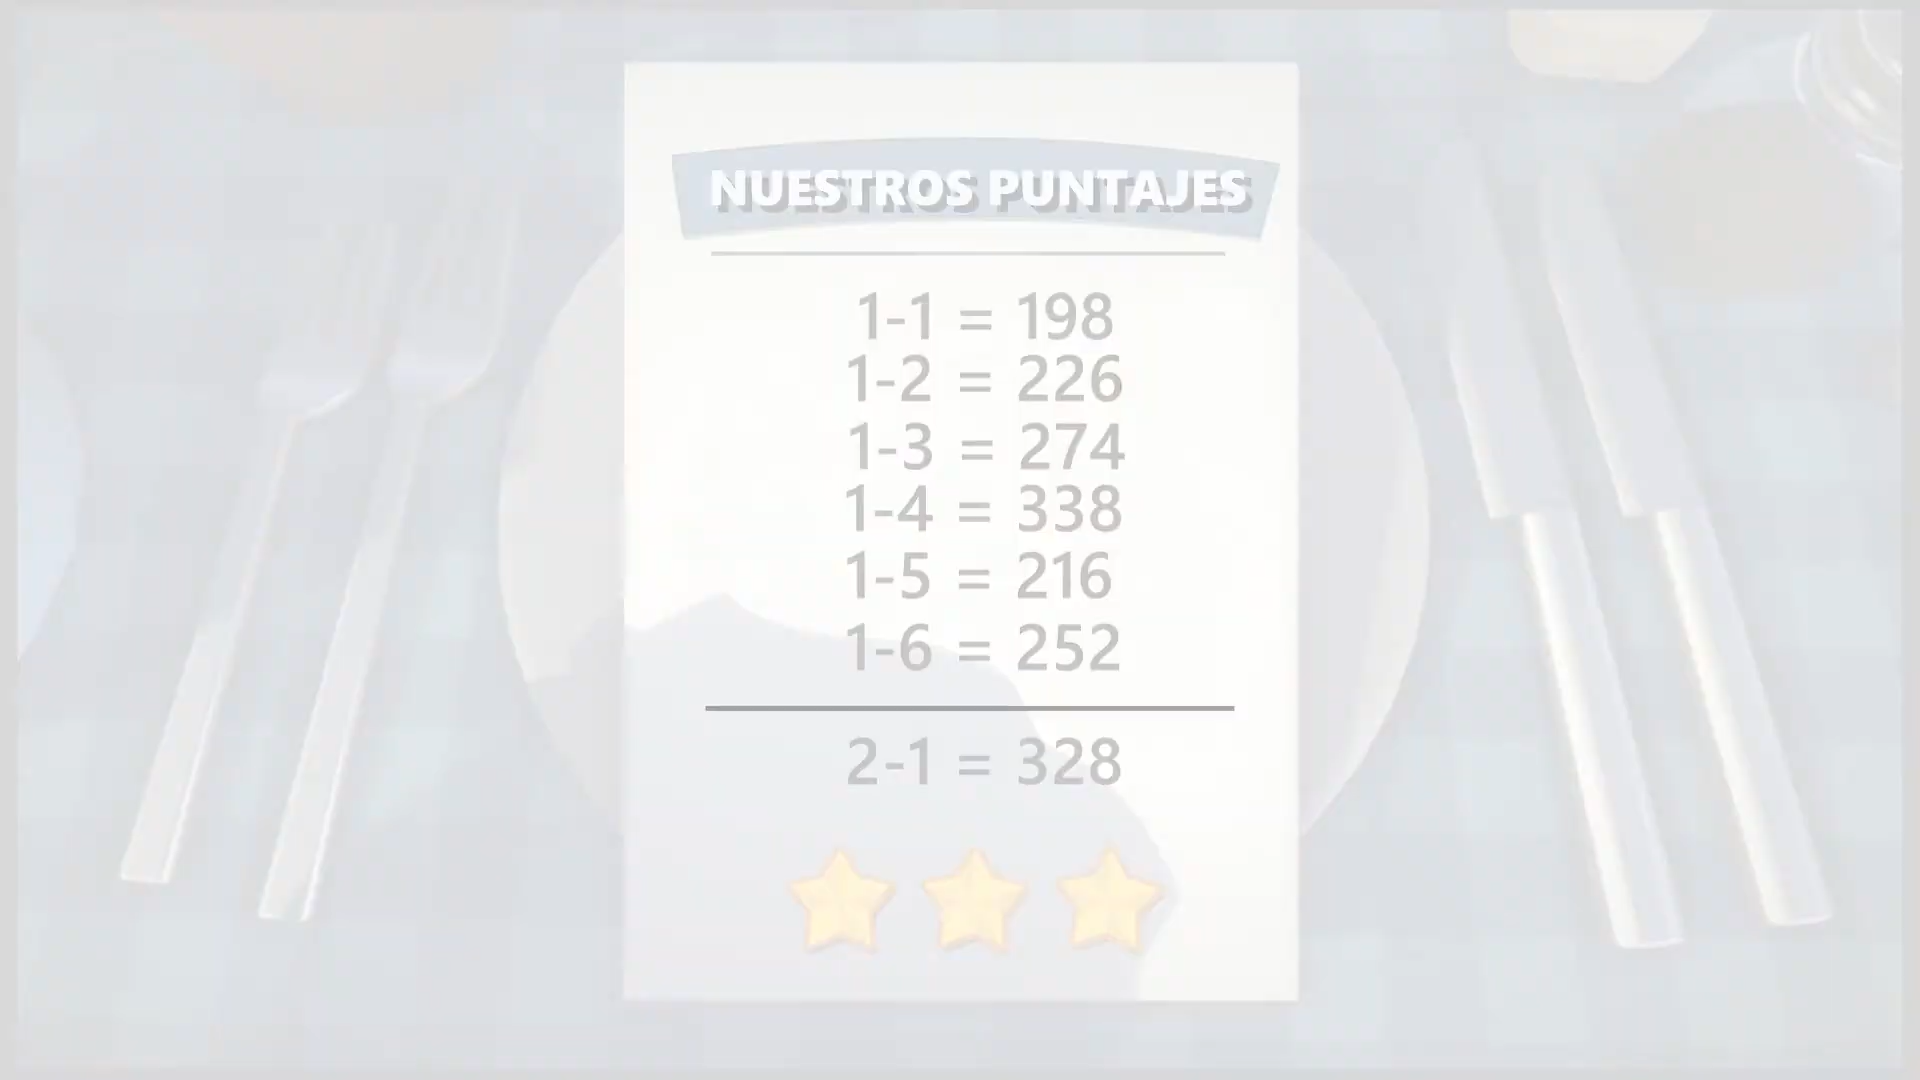 NUESTROS PUNTAJES
1-1 = 198
1-2 = 226
1-3 = 274
1-4 = 338
1-5 = 216
1-6 = 252
2-1 = 328